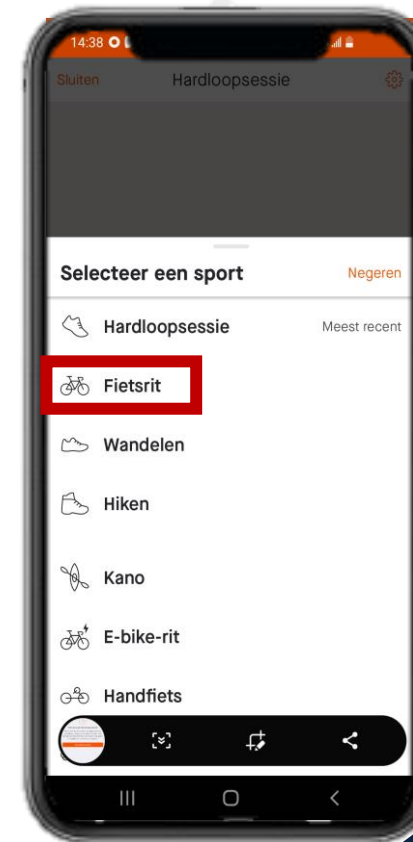 14:38
Sluiten Hardloopsessie
Selecteer een sport Negeren
Hardloopsessie Meest recent
Fietsrit
Wandelen
Hiken
Kano
E-bike-rit
Handfiets